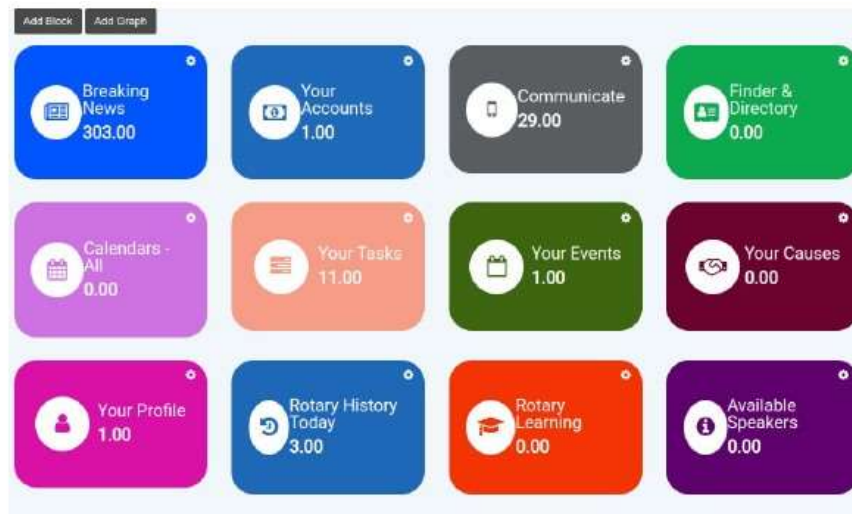 Add Block
Add Graph
Breaking
News
303.00
Your
Accounts
1.00
Communicate
29.00
Finder &
Directory
0.00
Calendars -
All
0.00
Your Tasks
11.00
Your Events
1.00
Your Causes
0.00
Your Profile
1.00
Rotary History
Today
3.00
Rotary
Learning
0.00
Available
Speakers
0.00